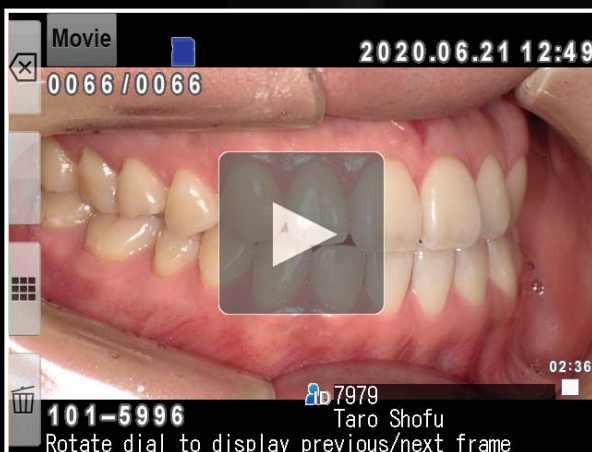 Movie
2020.06.21 12:49
0066/0066
02:36
ID 7979
101-5996
Taro Shofu
Rotate dial to display previous/next frame